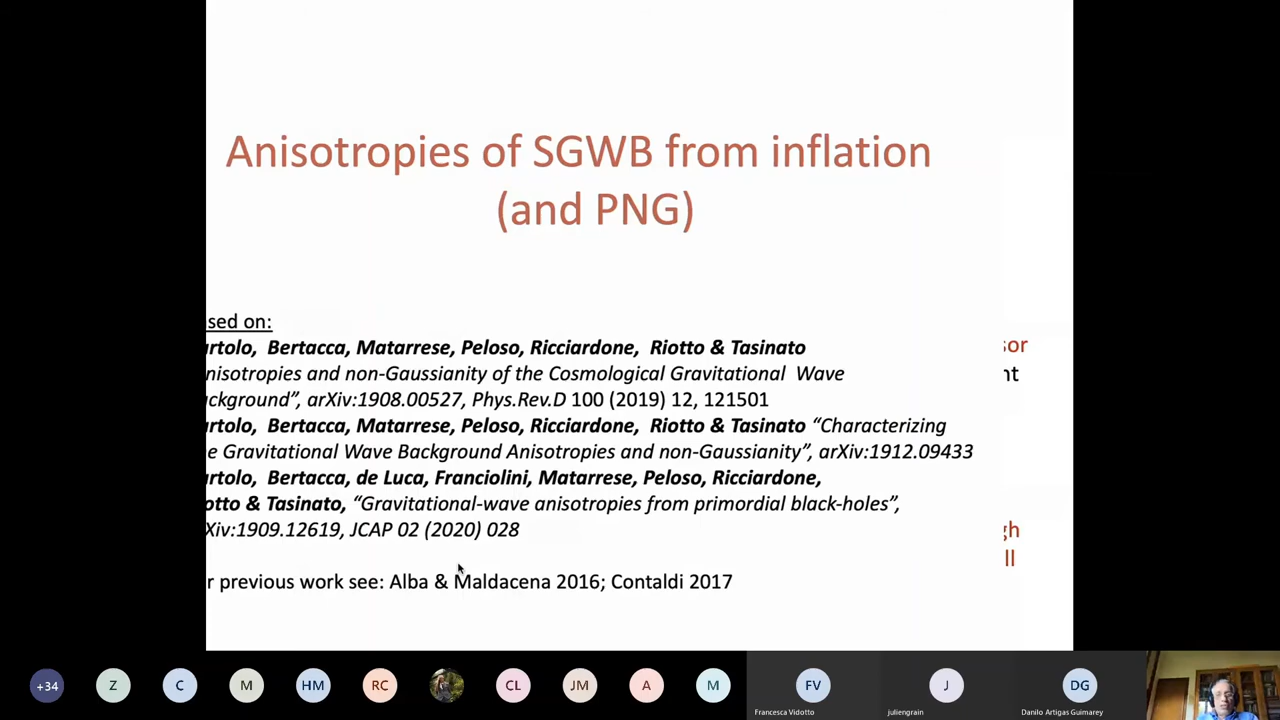 Anisotropies of SGWB from inflation
(and PNG)
sed on:
artolo, Bertacca, Matarrese, Peloso, Ricciardone, Riotto & Tasinato
nisotropies and non-Gaussianity of the Cosmological Gravitational Wave
ckground”, arXiv:1908.00527, Phys.Rev.D 100 (2019) 12, 121501
artolo, Bertacca, Matarrese, Peloso, Ricciardone, Riotto & Tasinato “Characterizing
e Gravitational Wave Background Anisotropies and non-Gaussianity”, arXiv:1912.09433
artolo, Bertacca, de Luca, Franciolini, Matarrese, Peloso, Ricciardone,
otto & Tasinato, “Gravitational-wave anisotropies from primordial black-holes”,
Xiv:1909.12619, JCAP 02 (2020) 028
r previous work see: Alba & Maldacena 2016; Contaldi 2017
sor
nt
gh
ll
+34
Z
C
M
HM
RC
CL
JM
A
M
FV
J
DG
Francesca Vidotto
juliengrain
Danilo Artigas Guimarey